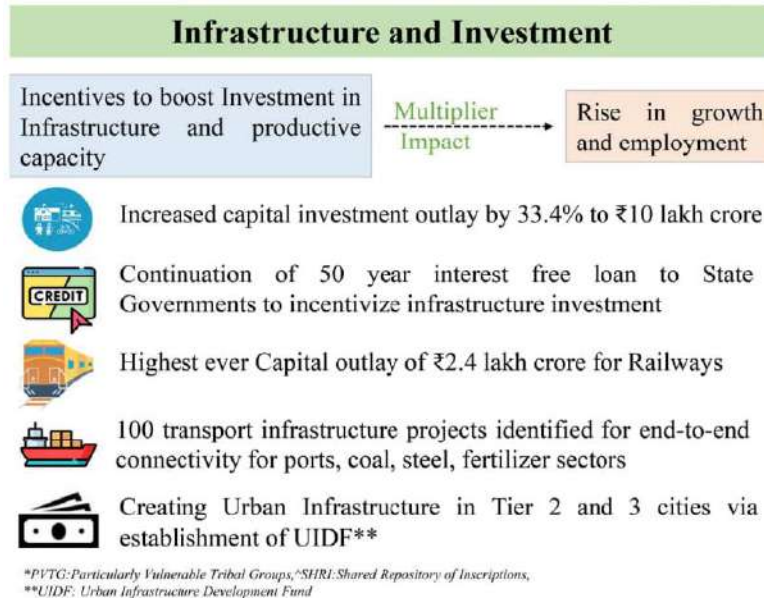 Infrastructure and Investment
Incentives to boost Investment in
Infrastructure and productive
capacity
Multiplier
Impact
Rise in growth
and employment
Increased capital investment outlay by 33.4% to ₹10 lakh crore
CREDIT
Continuation of 50 year interest free loan to State
Governments to incentivize infrastructure investment
Highest ever Capital outlay of ₹2.4 lakh crore for Railways
100 transport infrastructure projects identified for end-to-end
connectivity for ports, coal, steel, fertilizer sectors
Creating Urban Infrastructure in Tier 2 and 3 cities via
establishment of UIDF**
*PVTG:Particularly Vulnerable Tribal Groups,^SHRI:Shared Repository of Inscriptions,
**UIDF: Urban Infrastructure Development Fund